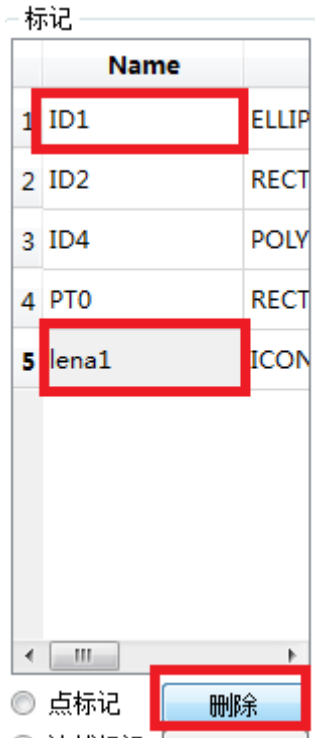 标记
Name
1 ID1 ELLIP
2 ID2 RECT
3 ID4 POLY
4 PT0 RECT
5 lena1 ICON
点标记 删除